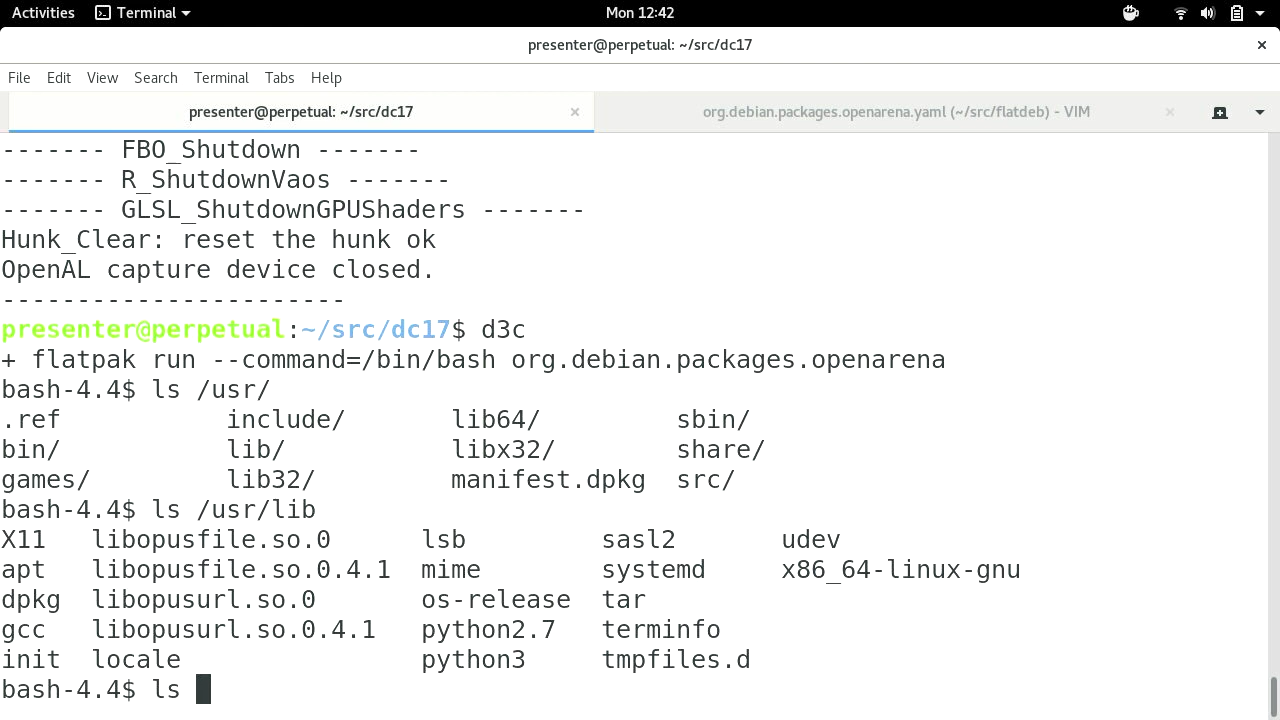 Activities Terminal Mon 12:42
presenter@perpetual: ~/src/dc17 ×
File Edit View Search Terminal Tabs Help
presenter@perpetual: ~/src/dc17 × org.debian.packages.openarena.yaml (~/src/flatdeb) - VIM ×
------- FBO_Shutdown -------
------- R_ShutdownVaos -------
------- GLSL_ShutdownGPUShaders -------
Hunk_Clear: reset the hunk ok
OpenAL capture device closed.
-----------------------
presenter@perpetual:~/src/dc17$ d3c
+ flatpak run --command=/bin/bash org.debian.packages.openarena
bash-4.4$ ls /usr/
.ref include/ lib64/ sbin/
bin/ lib/ libx32/ share/
games/ lib32/ manifest.dpkg src/
bash-4.4$ ls /usr/lib
X11 libopusfile.so.0 lsb sasl2 udev
apt libopusfile.so.0.4.1 mime systemd x86_64-linux-gnu
dpkg libopusurl.so.0 os-release tar
gcc libopusurl.so.0.4.1 python2.7 terminfo
init locale python3 tmpfiles.d
bash-4.4$ ls